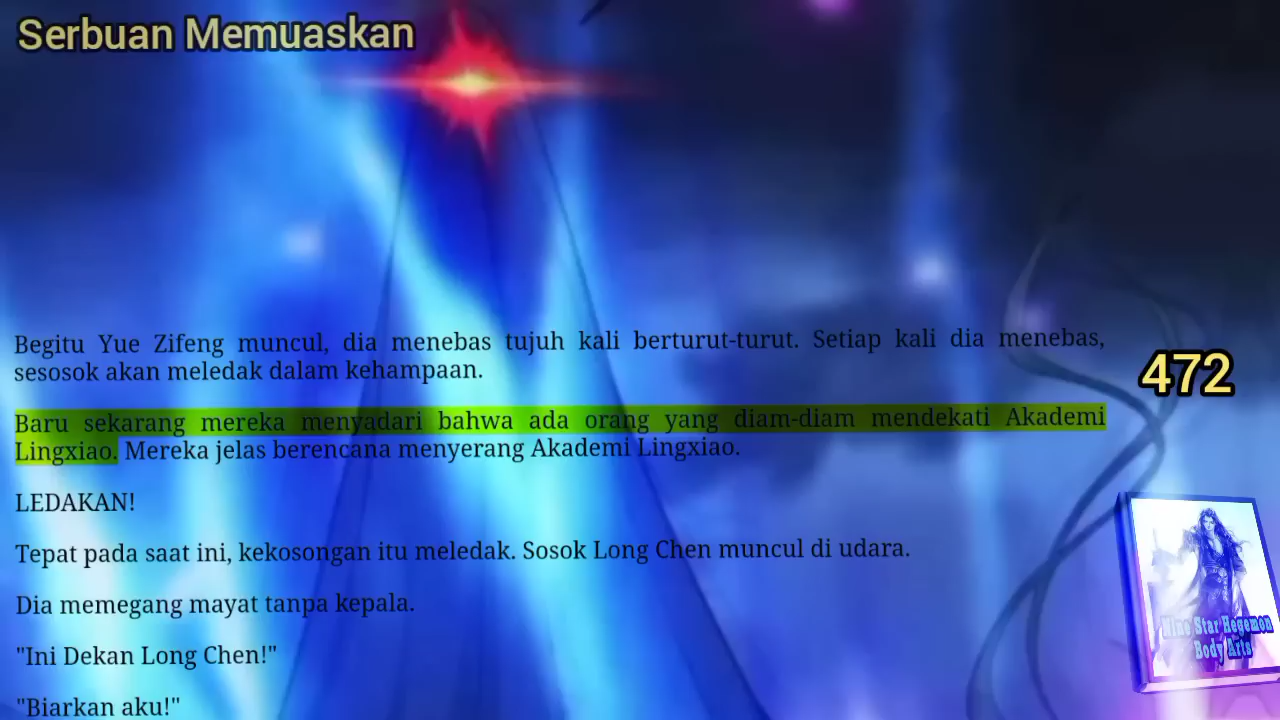 Serbuan Memuaskan
Begitu Yue Zifeng muncul, dia menebas tujuh kali berturut-turut. Setiap kali dia menebas,
sesosok akan meledak dalam kehampaan.
Baru sekarang mereka menyadari bahwa ada orang yang diam-diam mendekati Akademi
Lingxiao. Mereka jelas berencana menyerang Akademi Lingxiao.
LEDAKAN!
Tepat pada saat ini, kekosongan itu meledak. Sosok Long Chen muncul di udara.
Dia memegang mayat tanpa kepala.
"Ini Dekan Long Chen!"
"Biarkan aku!"
472
Nine Star Hegemon
Body Arts